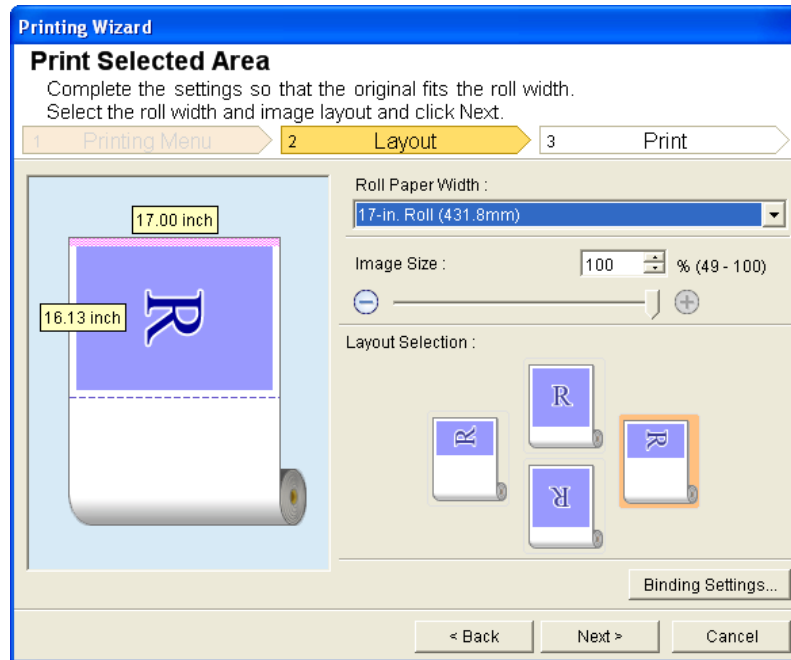 Printing Wizard
Print Selected Area
Complete the settings so that the original fits the roll width.
Select the roll width and image layout and click Next.
1 Printing Menu 2 Layout 3 Print
Roll Paper Width :
17-in. Roll (431.8mm)
17.00 inch
Image Size : 100 % (49 - 100)
16.13 inch
R
Layout Selection :
R
R
R
R
Binding Settings...
< Back Next > Cancel